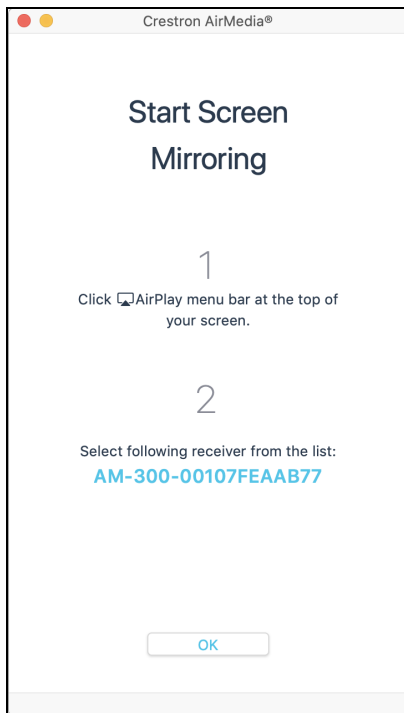 Crestron AirMedia®
Start Screen
Mirroring
1
Click AirPlay menu bar at the top of
your screen.
2
Select following receiver from the list:
AM-300-00107FEAAB77
OK